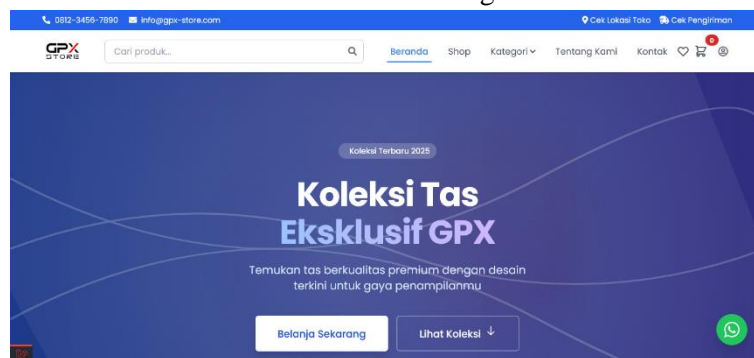 0812-3456-7890 info@gpx-store.com Cek Lokasi Toko Cek Pengiriman
GPX
STORE
Cari produk... Beranda Shop Kategori Tentang Kami Kontak 0
Koleksi Terbaru 2025
Koleksi Tas
Eksklusif GPX
Temukan tas berkualitas premium dengan desain
terkini untuk gaya penampilanmu
Belanja Sekarang Lihat Koleksi ↓